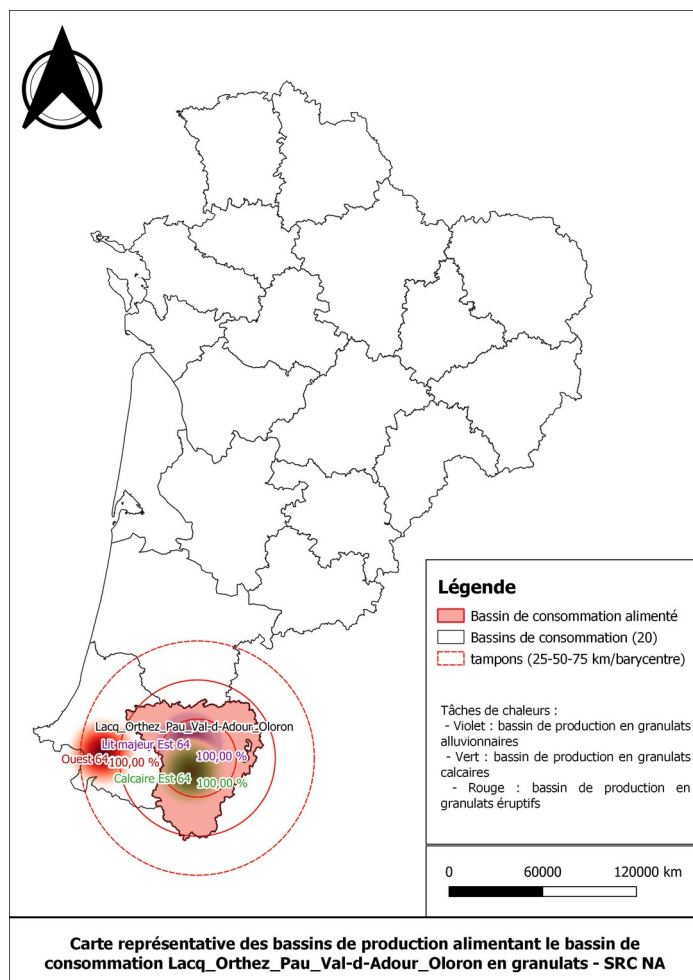 Lacq_Orthez_Pau_Val-d-Adour_Oloron
Lit majeur Est 64
100,00 %
Ouest 64
100,00 %
Calcaire Est 64
100,00 %
Légende
Bassin de consommation alimenté
Bassins de consommation (20)
tampons (25-50-75 km/barycentre)
Tâches de chaleurs :
- Violet : bassin de production en granulats
alluvionnaires
- Vert : bassin de production en granulats
calcaires
- Rouge : bassin de production en
granulats éruptifs
0 60000 120000 km
Carte représentative des bassins de production alimentant le bassin de
consommation Lacq_Orthez_Pau_Val-d-Adour_Oloron en granulats - SRC NA